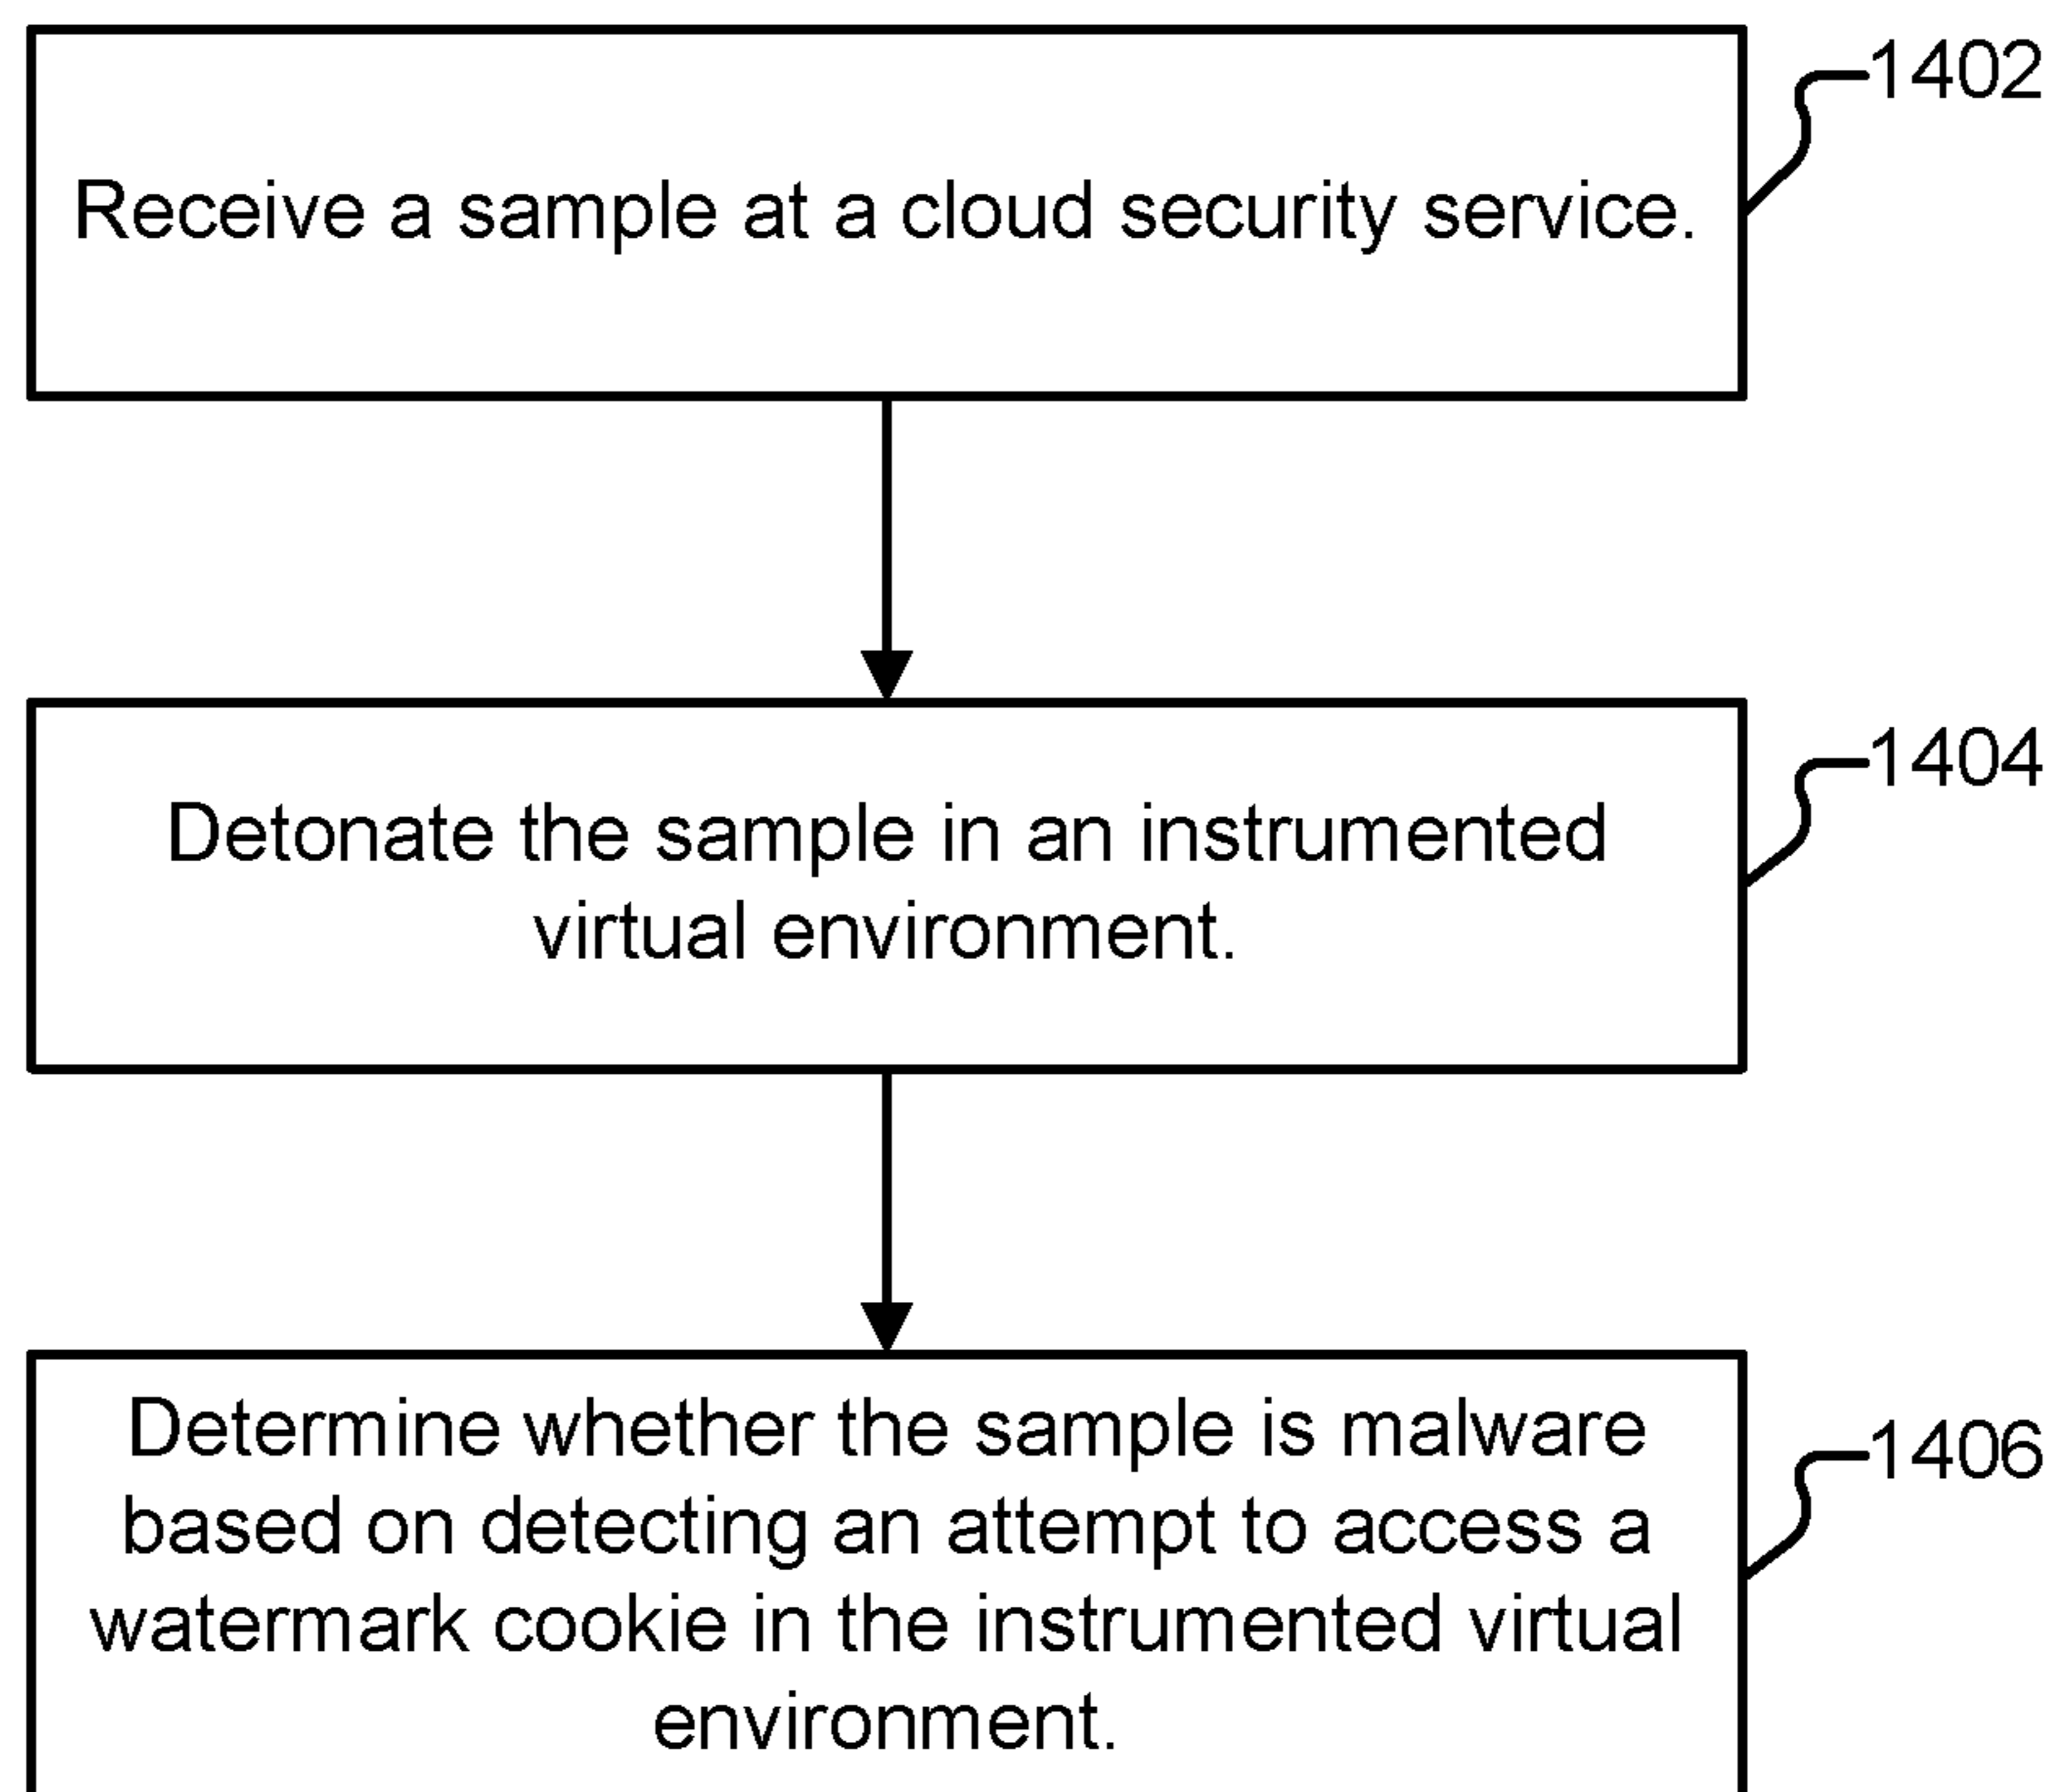 Receive a sample at a cloud security service.
1402
Detonate the sample in an instrumented
virtual environment.
1404
Determine whether the sample is malware
based on detecting an attempt to access a
watermark cookie in the instrumented virtual
environment.
1406